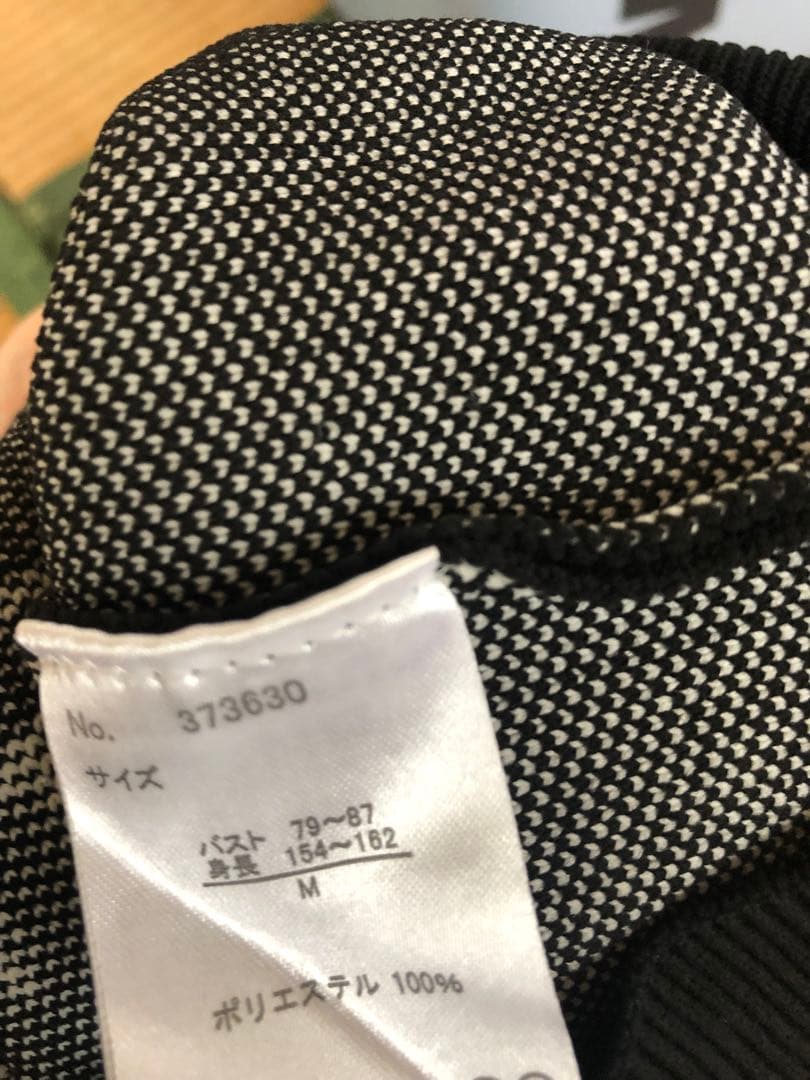 No. 373630
サイズ
バスト 79〜87
身長 154〜162
M
ポリエステル 100%